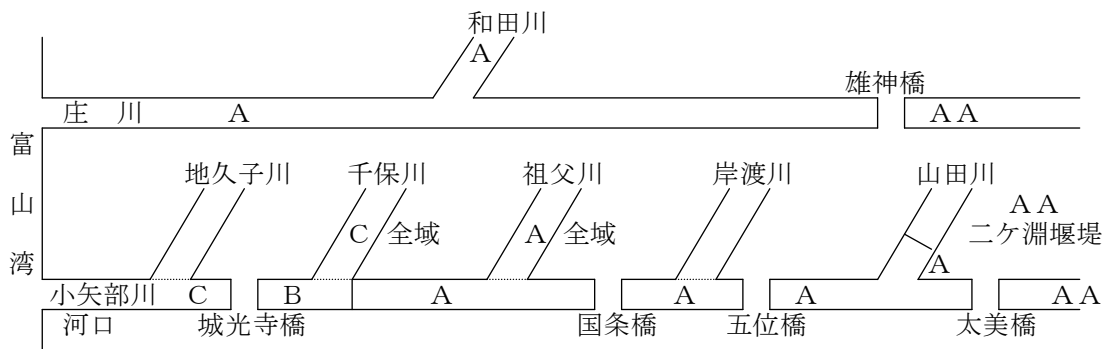 和田川
A
雄神橋
庄 川 A AA
富山湾
地久子川 千保川 祖父川 岸渡川 山田川
AA
C 全域 A 全域 二ケ淵堰堤
A
小矢部川 C B A A A AA
河口 城光寺橋 国条橋 五位橋 太美橋